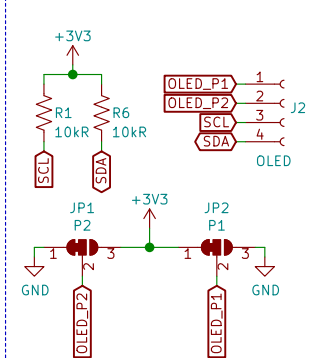 +3V3
R1
10kR
R6
10kR
SCL
SDA
OLED_P1 1
OLED_P2 2
SCL 3
SDA 4
J2
OLED
+3V3
JP1
P2
JP2
P1
1 3
2
1 3
2
GND
GND
OLED_P2
OLED_P1